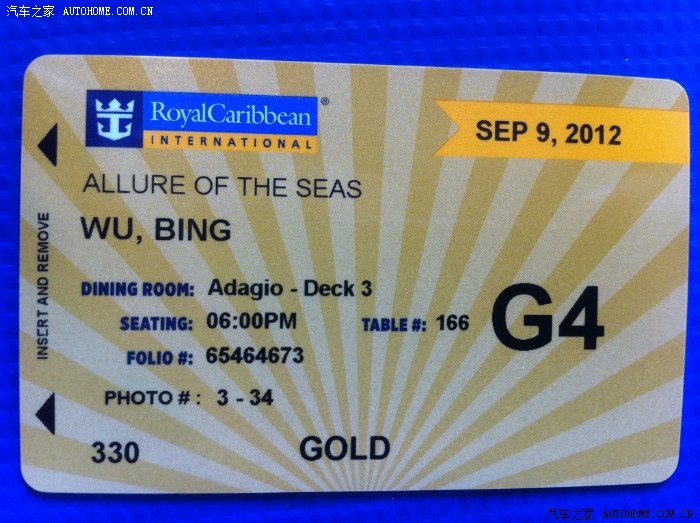 汽车之家 AUTOHOME.COM.CN
RoyalCaribbean ®
INTERNATIONAL
SEP 9, 2012
ALLURE OF THE SEAS
WU, BING
INSERT AND REMOVE
DINING ROOM: Adagio - Deck 3
SEATING: 06:00PM TABLE #: 166
G4
FOLIO #: 65464673
PHOTO # : 3 - 34
330
GOLD
汽车之家 AUTOHOME.COM.CN